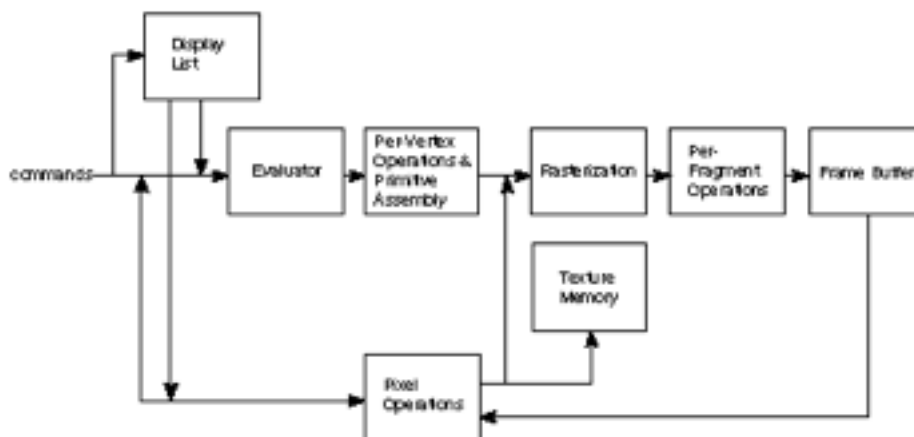 Display
List
commands
Evaluator
Per-Vertex
Operations &
Primitive
Assembly
Rasterization
Per-
Fragment
Operations
Frame Buffer
Texture
Memory
Pixel
Operations